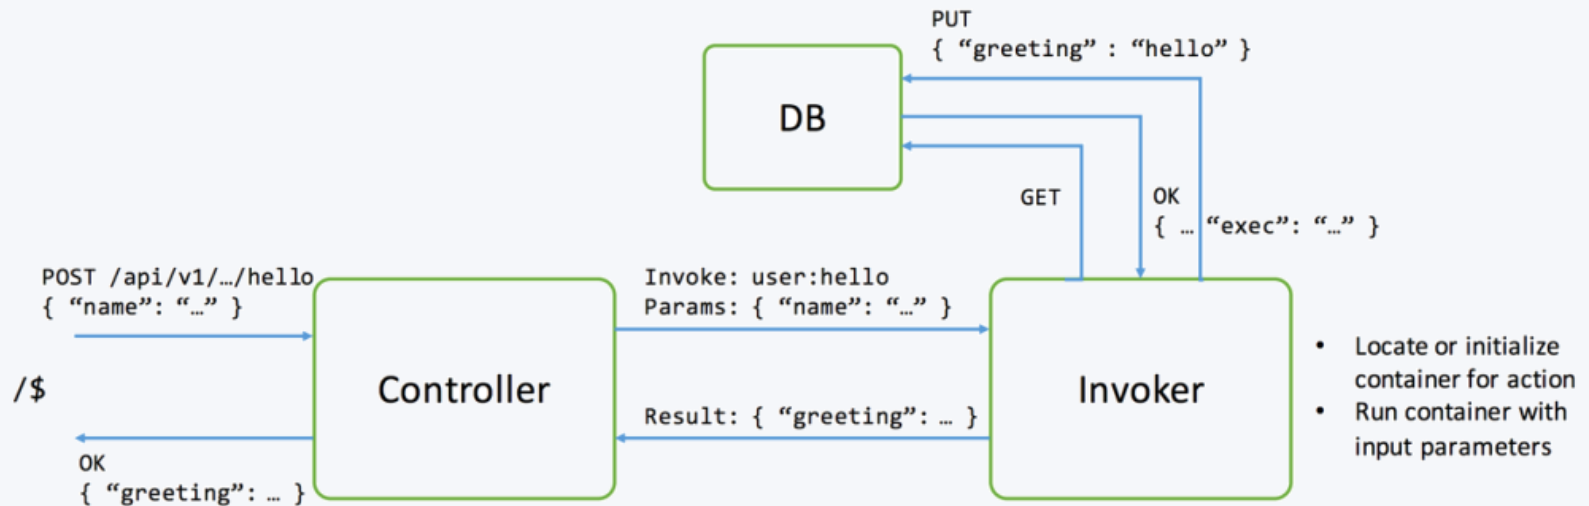 PUT
{ “greeting” : “hello” }
DB
GET
OK
{ … “exec”: “…” }
POST /api/v1/…/hello
{ “name”: “…” }
Invoke: user:hello
Params: { “name”: “…” }
/$
Controller
Invoker
• Locate or initialize
container for action
• Run container with
input parameters
Result: { “greeting”: … }
OK
{ “greeting”: … }